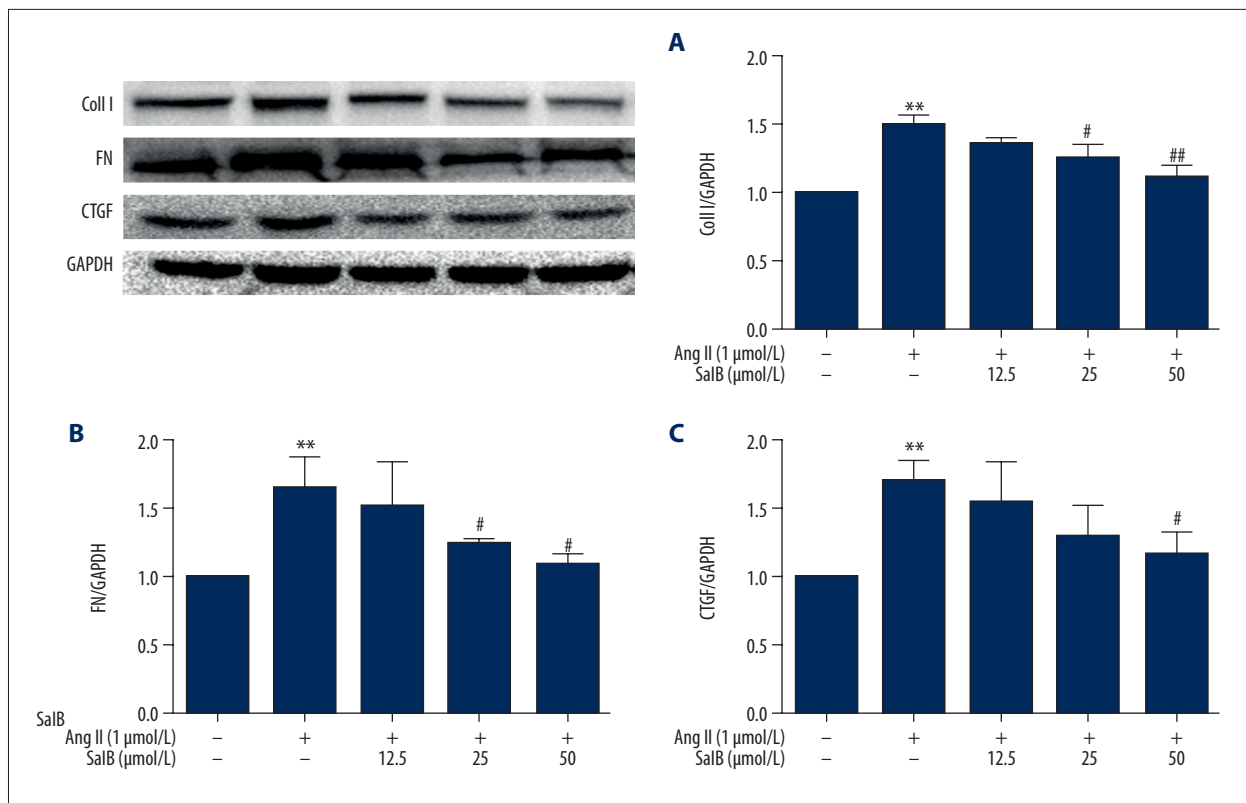 Coll I
FN
CTGF
GAPDH
A
2.0
1.5
1.0
0.5
0.0
Coll I/GAPDH
**
#
##
Ang II (1 µmol/L) – + + + +
SalB (µmol/L) – – 12.5 25 50
B
2.0
1.5
1.0
0.5
0.0
FN/GAPDH
**
#
#
SalB
Ang II (1 µmol/L) – + + + +
SalB (µmol/L) – – 12.5 25 50
C
2.0
1.5
1.0
0.5
0.0
CTGF/GAPDH
**
#
Ang II (1 µmol/L) – + + + +
SalB (µmol/L) – – 12.5 25 50